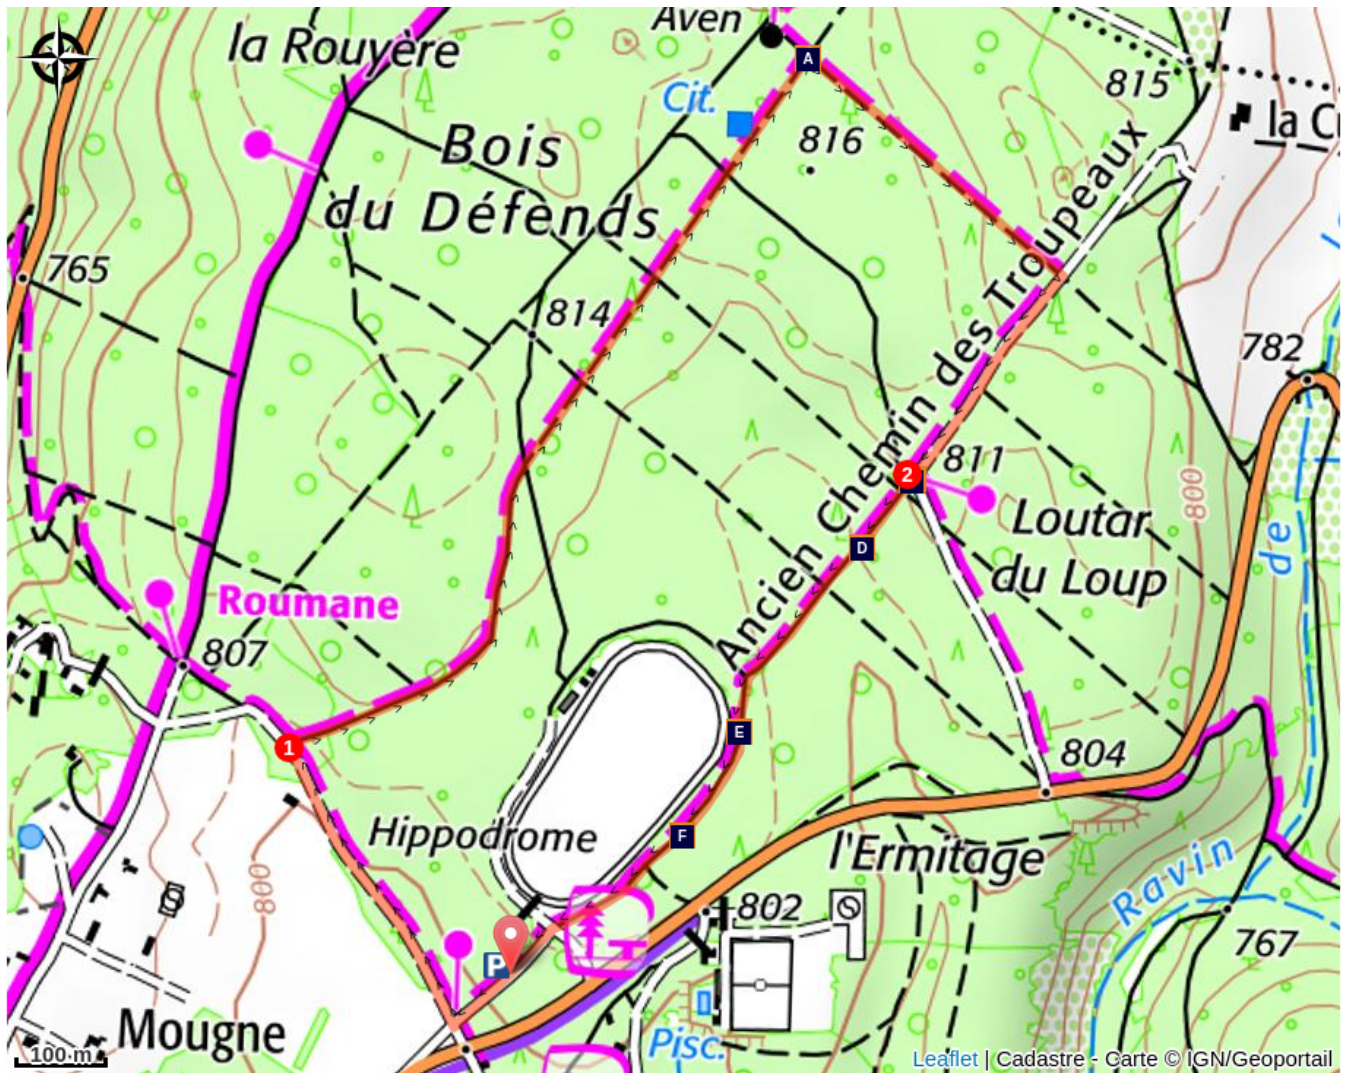 Aven
la Rouyère
A
815
Cit.
la C
Bois
816
du Défends
765
814
782
Ancien Chemin des Troupeaux
2
811
800
Loutar
D
du Loup
de
Roumane
807
1
E
804
F
Hippodrome
l'Ermitage
Ravin
800
802
P
767
Mougne
Pisc.
100 m
Leaflet | Cadastre - Carte © IGN/Geoportail